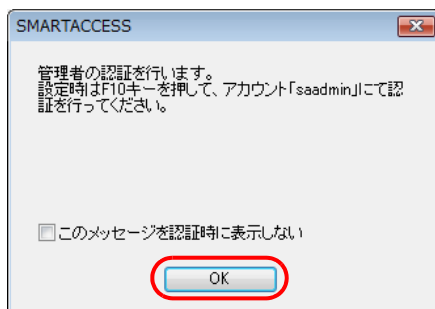 SMARTACCESS
管理者の認証を行います。
設定時はF10キーを押して、アカウント「saadmin」にて認
証を行ってください。
このメッセージを認証時に表示しない
OK